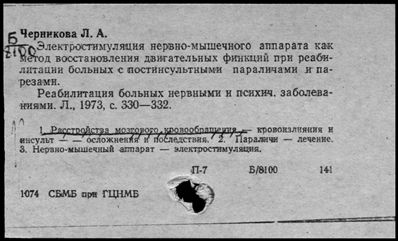 Б
8100
Черникова Л. А.
Электростимуляция нервно-мышечного аппарата как
метод восстановления двигательных функций при реаби-
литации больных с постинсультными параличами и па-
резами.
Реабилитация больных нервными и психич. заболева-
ниями. Л., 1973, с. 330—332.
1. Расстройства мозгового кровообращения — кровоизлияния и
инсульт — — осложнения и последствия. 2. Параличи — лечение.
3. Нервно-мышечный аппарат — электростимуляция.
П-7 Б/8100 141
1074 СБМБ при ГЦНМБ